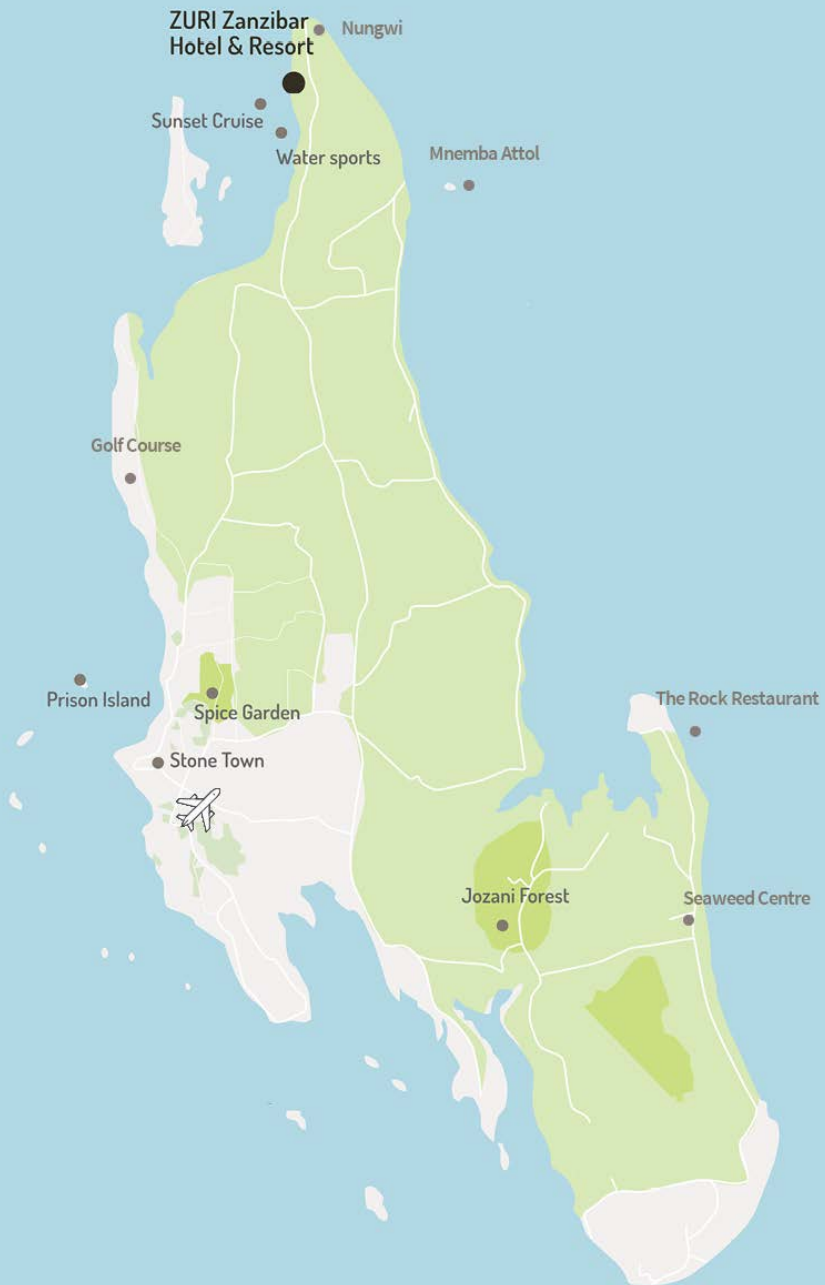 ZURI Zanzibar
Hotel & Resort
Nungwi
Sunset Cruise
Water sports
Mnemba Attol
Golf Course
Prison Island
Spice Garden
The Rock Restaurant
Stone Town
Jozani Forest
Seaweed Centre